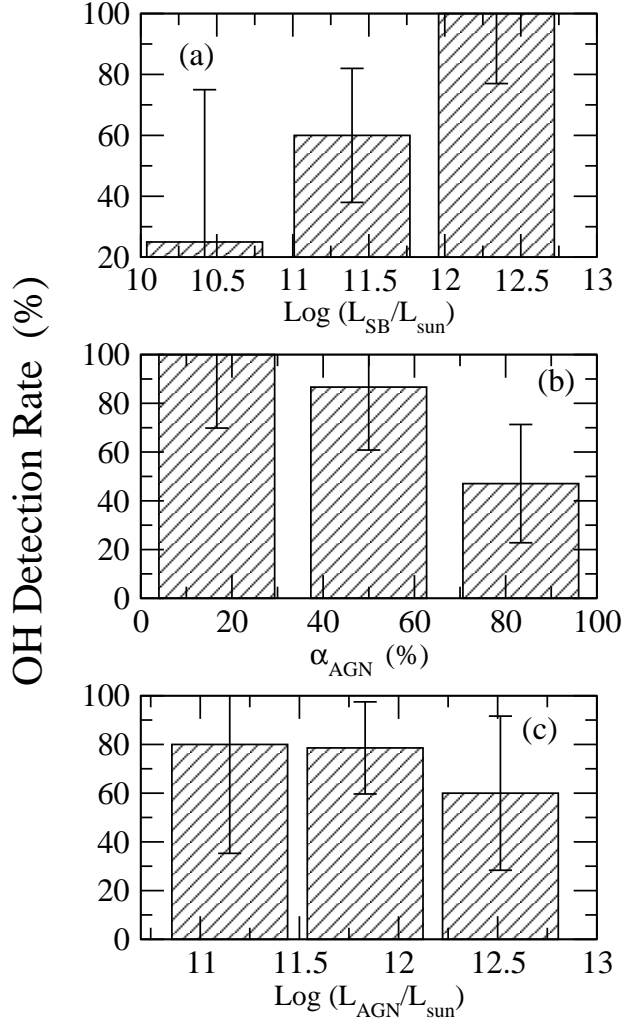 OH Detection Rate (%)
(a)
100
80
60
40
20
10 10.5 11 11.5 12 12.5 13
Log (L_SB/L_sun)
(b)
100
80
60
40
20
0
0 20 40 60 80 100
α_AGN (%)
(c)
100
80
60
40
20
0
11 11.5 12 12.5 13
Log (L_AGN/L_sun)